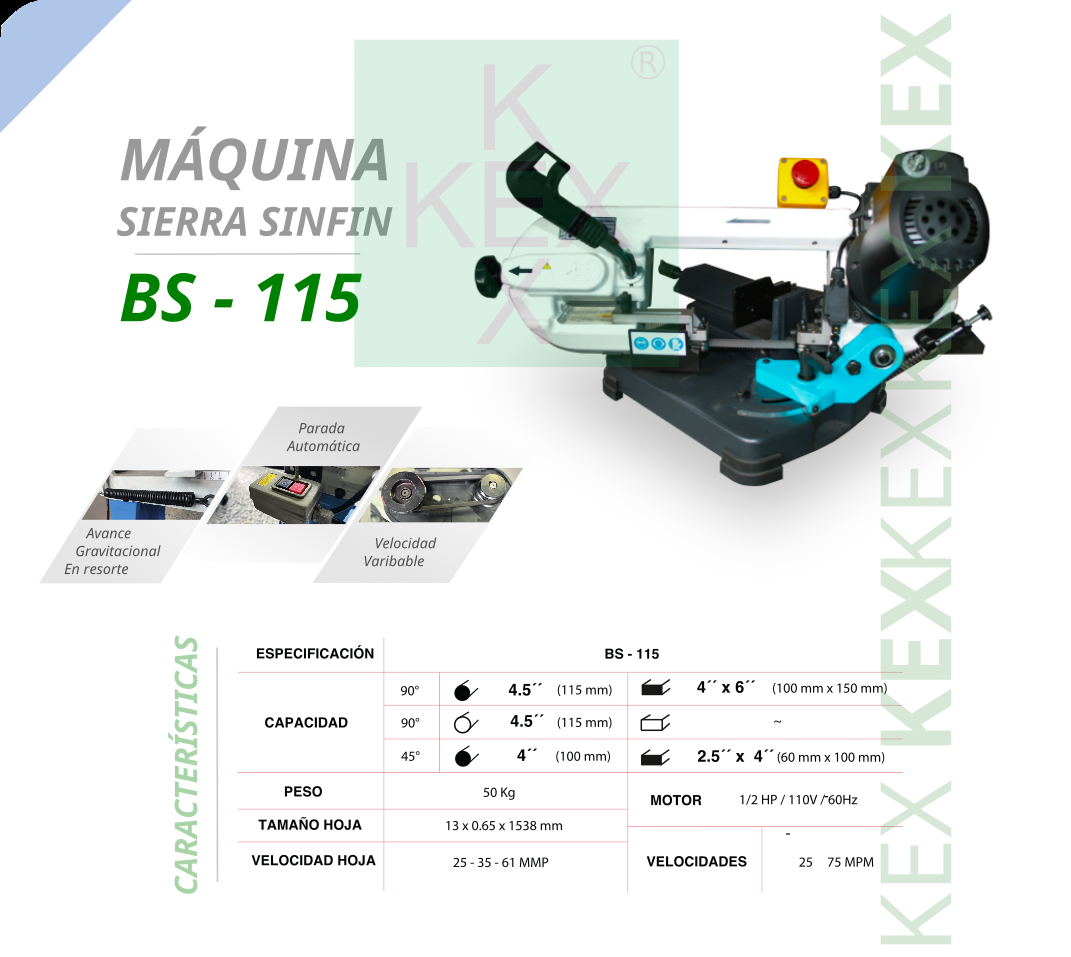 ®
K
KEX
X
MÁQUINA
SIERRA SINFIN
BS - 115
Parada
Automática
Avance
Gravitacional
En resorte
Velocidad
Varibable
CARACTERÍSTICAS
ESPECIFICACIÓN BS - 115
CAPACIDAD
90° 4.5´´ (115 mm) 4´´ x 6´´ (100 mm x 150 mm)
90° 4.5´´ (115 mm) ~
45° 4´´ (100 mm) 2.5´´ x 4´´ (60 mm x 100 mm)
PESO 50 Kg
MOTOR 1/2 HP / 110V /˜60Hz
TAMAÑO HOJA 13 x 0.65 x 1538 mm
VELOCIDAD HOJA 25 - 35 - 61 MMP
VELOCIDADES 25 - 75 MPM
KEX KEXKEXKEXKEX